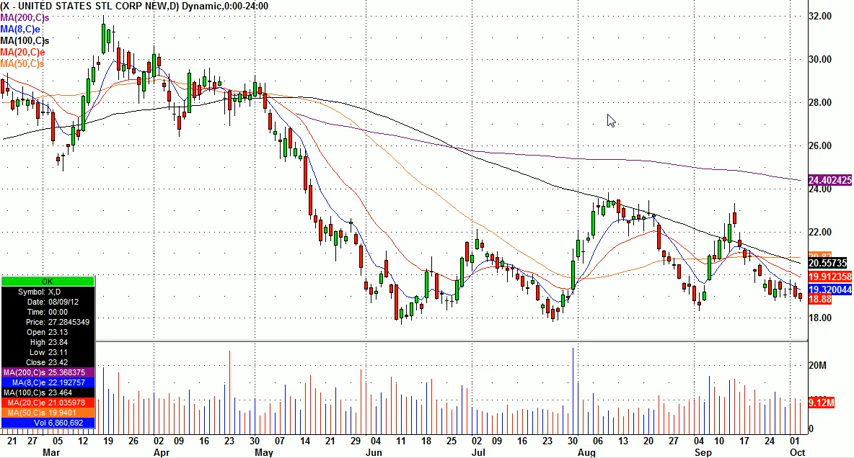 (X - UNITED STATES STL CORP NEW,D) Dynamic,0:00-24:00
MA(200,C)s
MA(8,C)e
MA(100,C)s
MA(20,C)e
MA(50,C)s
32.00
30.00
28.00
26.00
24.402425
24.00
22.00
20.55735
19.912358
19.320044
18.88
18.00
OK
Symbol: X,D
Date: 08/09/12
Time: 00:00
Price: 27.2845349
Open 23.13
High 23.84
Low 23.11
Close 23.42
MA(200,C)s 25.368375
MA(8,C)e 22.192757
MA(100,C)s 23.464
MA(20,C)e 21.035978
MA(50,C)s 19.9401
Vol 6,860,692
20M
9.12M
0
21 27 05 12 19 26 02 09 16 23 07 14 21 29 04 11 18 25 09 16 23 30 06 13 20 27 04 10 17 24 01
Mar Apr May Jun Jul Aug Sep Oct